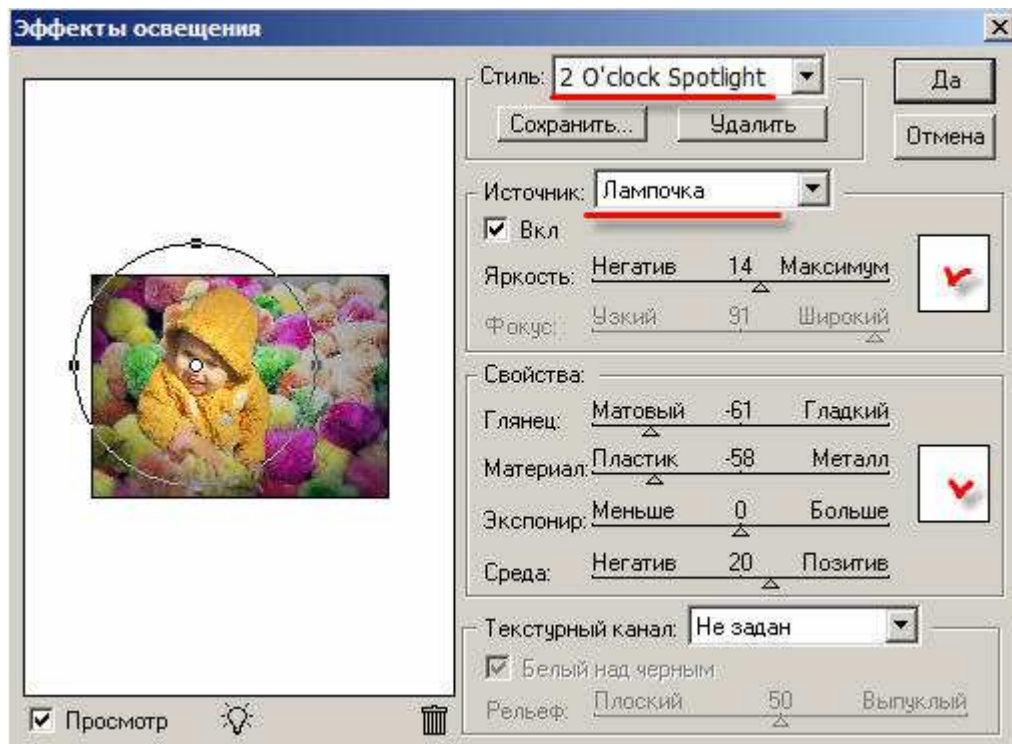 Эффекты освещения
Стиль: 2 O'clock Spotlight
Да
Сохранить... Удалить
Отмена
Источник: Лампочка
Вкл
Яркость: Негатив 14 Максимум
Фокус: Узкий 91 Широкий
Свойства:
Глянец: Матовый -61 Гладкий
Материал: Пластик -58 Металл
Экспонир: Меньше 0 Больше
Среда: Негатив 20 Позитив
Текстурный канал: Не задан
Белый над черным
Рельеф: Плоский 50 Выпуклый
Просмотр